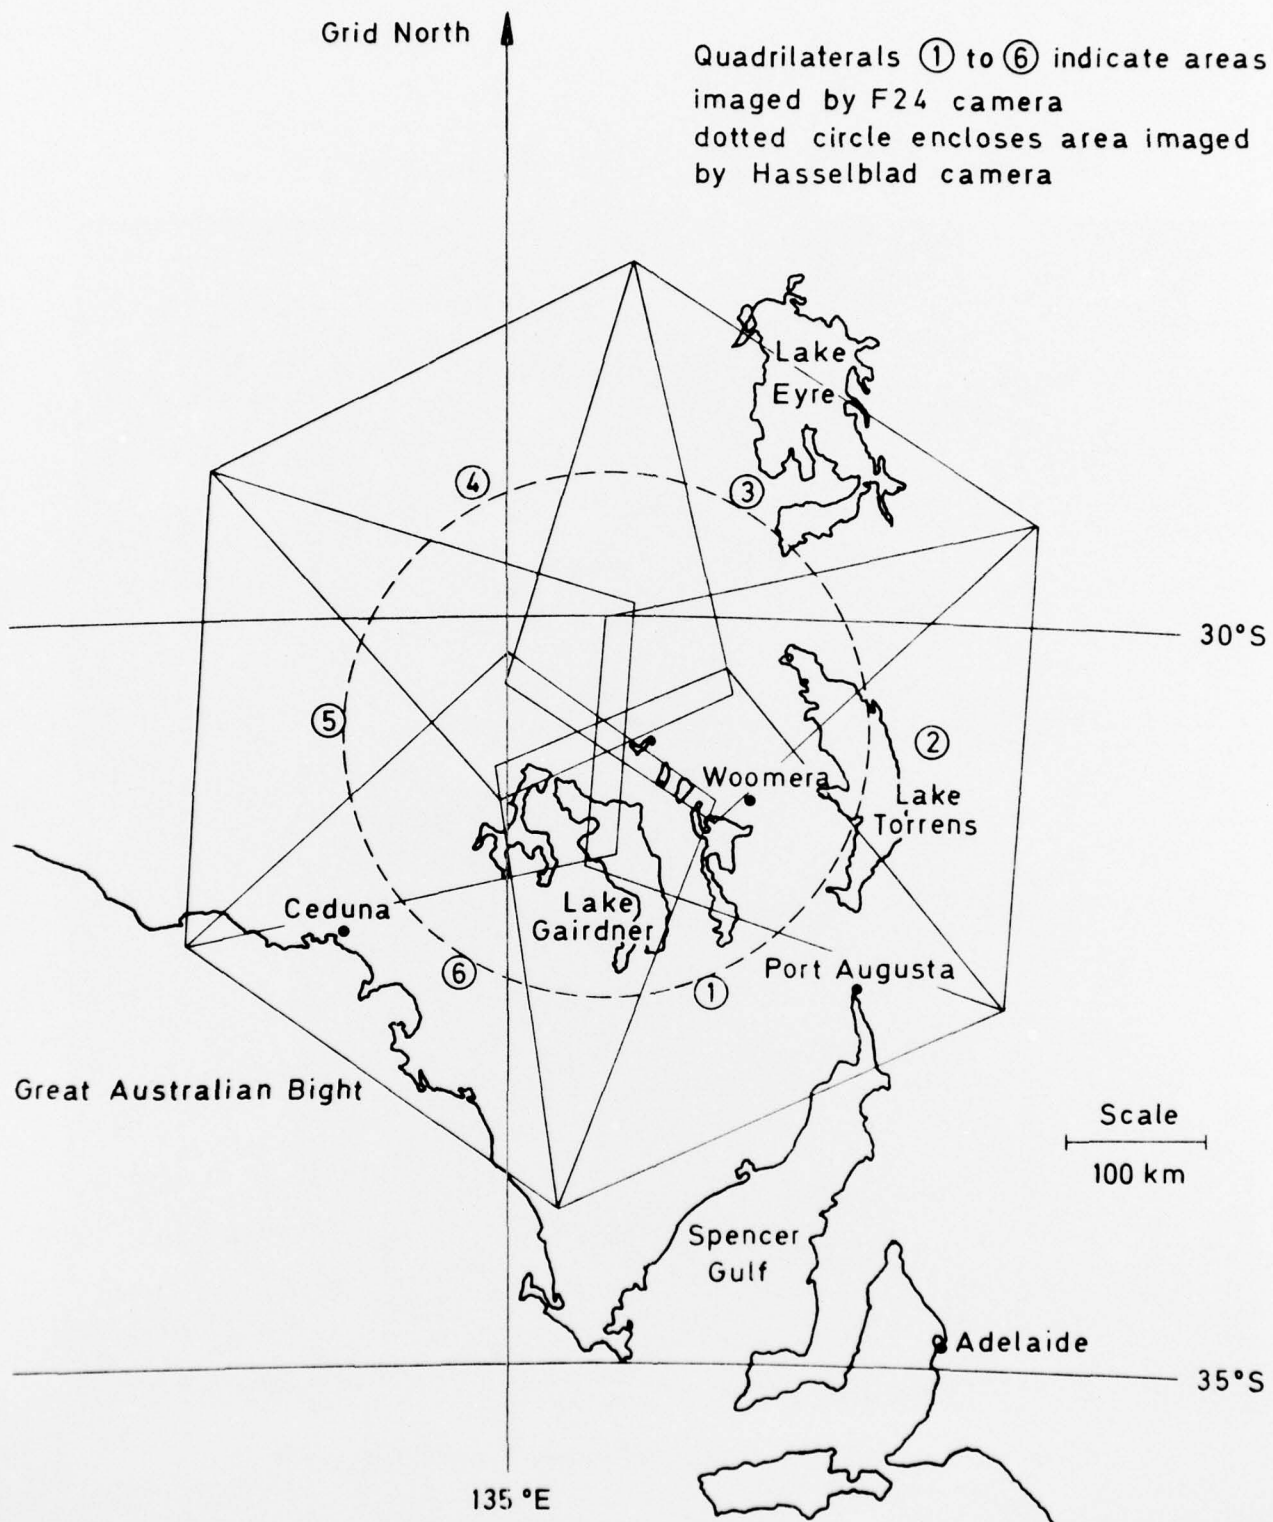 Grid North
Quadrilaterals ① to ⑥ indicate areas
imaged by F24 camera
dotted circle encloses area imaged
by Hasselblad camera
Lake
Eyre
④
③
30°S
⑤
②
Woomera
Lake
Torrens
Ceduna
Lake
Gairdner
⑥
①
Port Augusta
Great Australian Bight
Scale
100 km
Spencer
Gulf
Adelaide
35°S
135°E